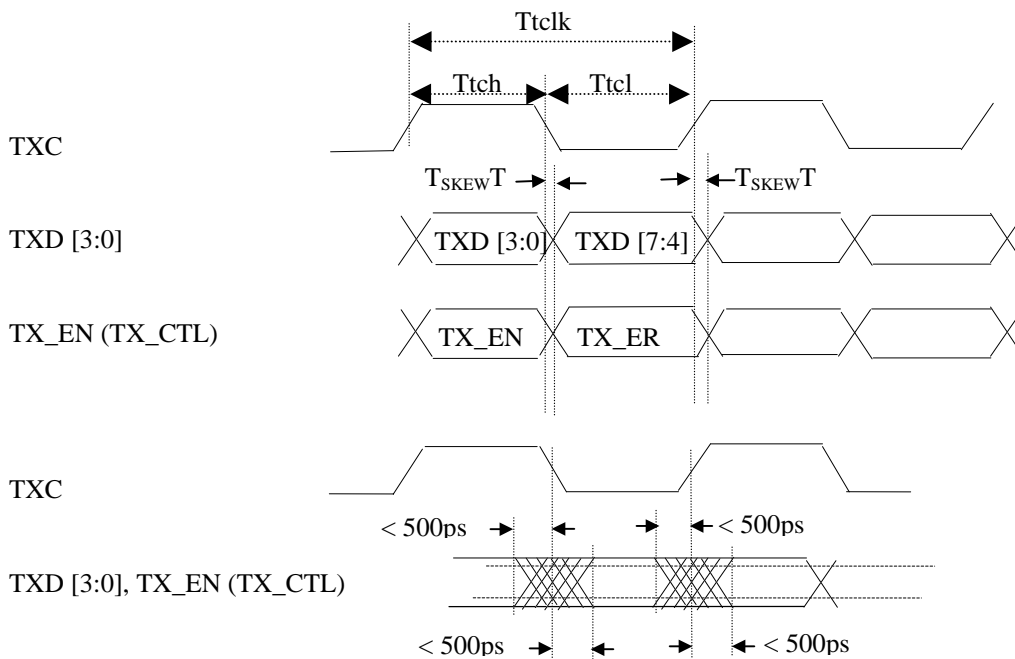 Ttclk
Ttch Ttcl
TXC
TSKEWT TSKEWT
TXD [3:0] TXD [3:0] TXD [7:4]
TX_EN (TX_CTL) TX_EN TX_ER
TXC
< 500ps < 500ps
TXD [3:0], TX_EN (TX_CTL)
< 500ps < 500ps